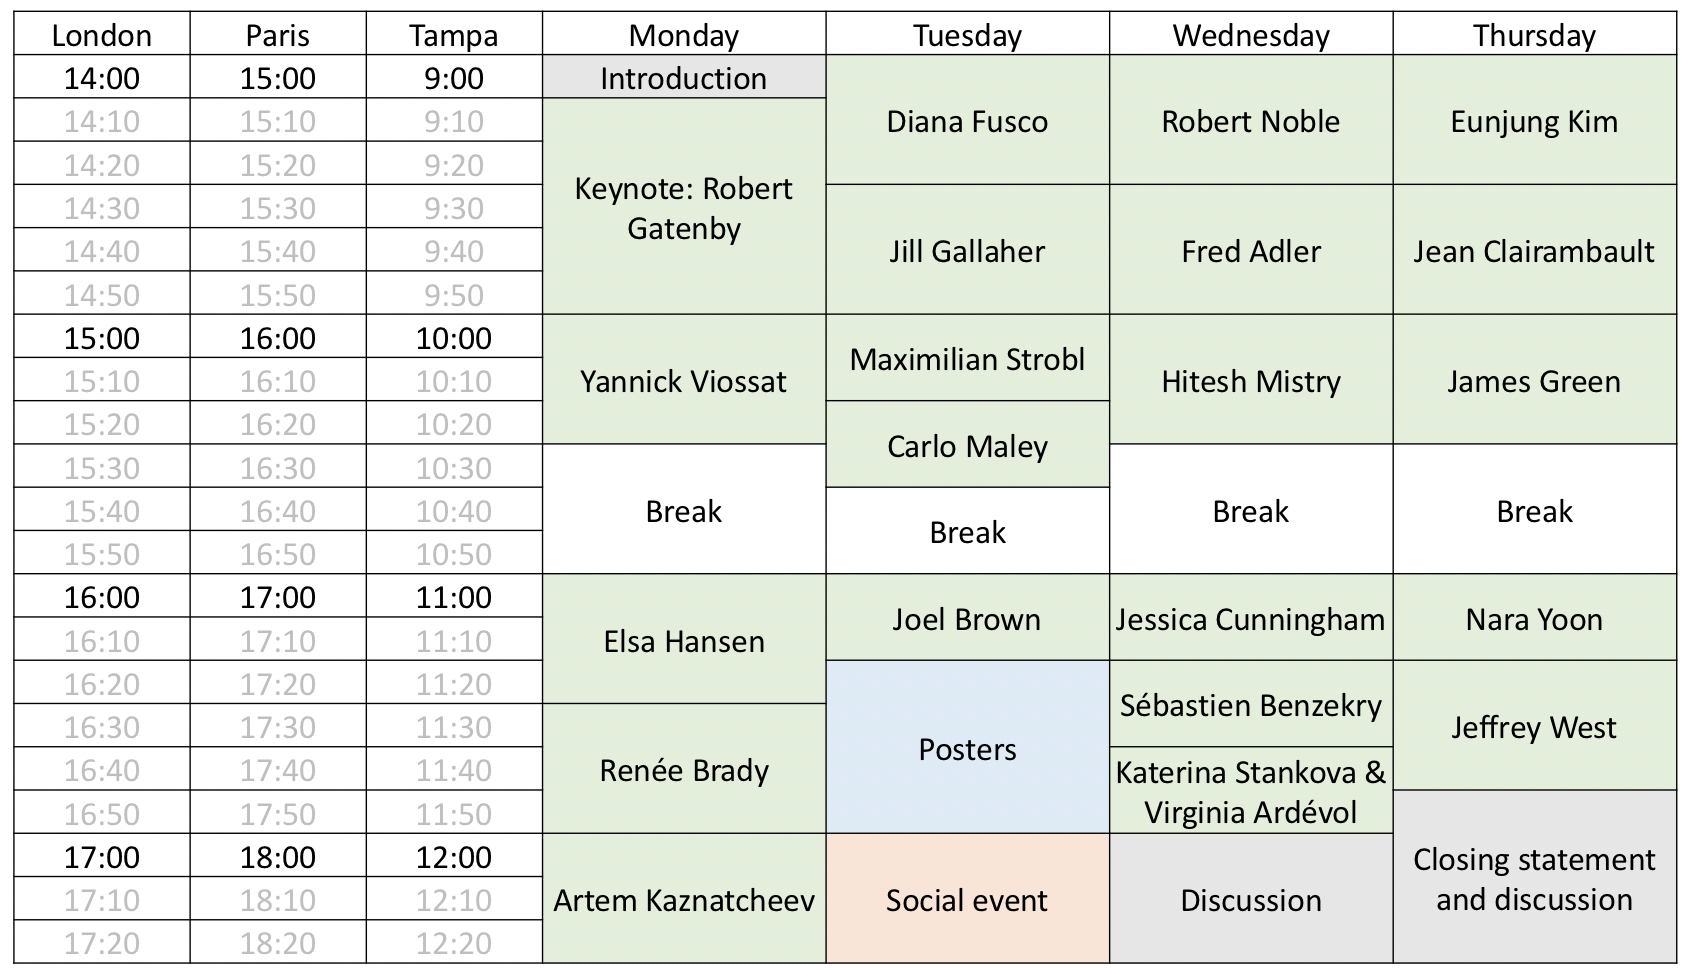 London Paris Tampa Monday Tuesday Wednesday Thursday
14:00 15:00 9:00 Introduction
14:10 15:10 9:10 Diana Fusco Robert Noble Eunjung Kim
14:20 15:20 9:20
Keynote: Robert
14:30 15:30 9:30
Gatenby
14:40 15:40 9:40 Jill Gallaher Fred Adler Jean Clairambault
14:50 15:50 9:50
15:00 16:00 10:00
Maximilian Strobl
15:10 16:10 10:10 Yannick Viossat Hitesh Mistry James Green
15:20 16:20 10:20
Carlo Maley
15:30 16:30 10:30
15:40 16:40 10:40 Break Break Break
Break
15:50 16:50 10:50
16:00 17:00 11:00
Joel Brown Jessica Cunningham Nara Yoon
16:10 17:10 11:10 Elsa Hansen
16:20 17:20 11:20
Sébastien Benzekry
16:30 17:30 11:30 Jeffrey West
Posters
16:40 17:40 11:40 Renée Brady Katerina Stankova &
16:50 17:50 11:50 Virginia Ardévol
17:00 18:00 12:00 Closing statement
17:10 18:10 12:10 Artem Kaznatcheev Social event Discussion and discussion
17:20 18:20 12:20